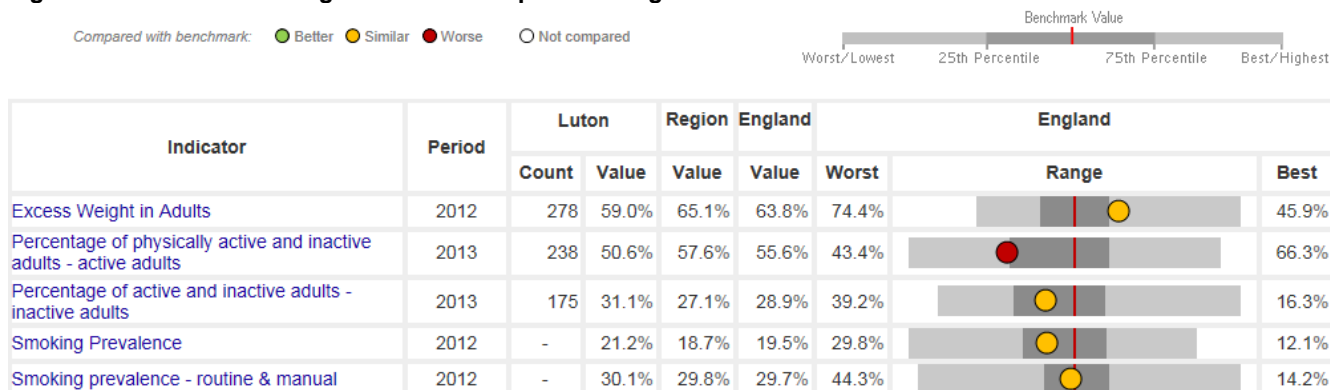 Compared with benchmark: Better Similar Worse Not compared
Benchmark Value
Worst/Lowest 25th Percentile 75th Percentile Best/Highest
Indicator Period Luton Region England England
Count Value Value Value Worst Range Best
Excess Weight in Adults 2012 278 59.0% 65.1% 63.8% 74.4% 45.9%
Percentage of physically active and inactive
adults - active adults 2013 238 50.6% 57.6% 55.6% 43.4% 66.3%
Percentage of active and inactive adults -
inactive adults 2013 175 31.1% 27.1% 28.9% 39.2% 16.3%
Smoking Prevalence 2012 - 21.2% 18.7% 19.5% 29.8% 12.1%
Smoking prevalence - routine & manual 2012 - 30.1% 29.8% 29.7% 44.3% 14.2%